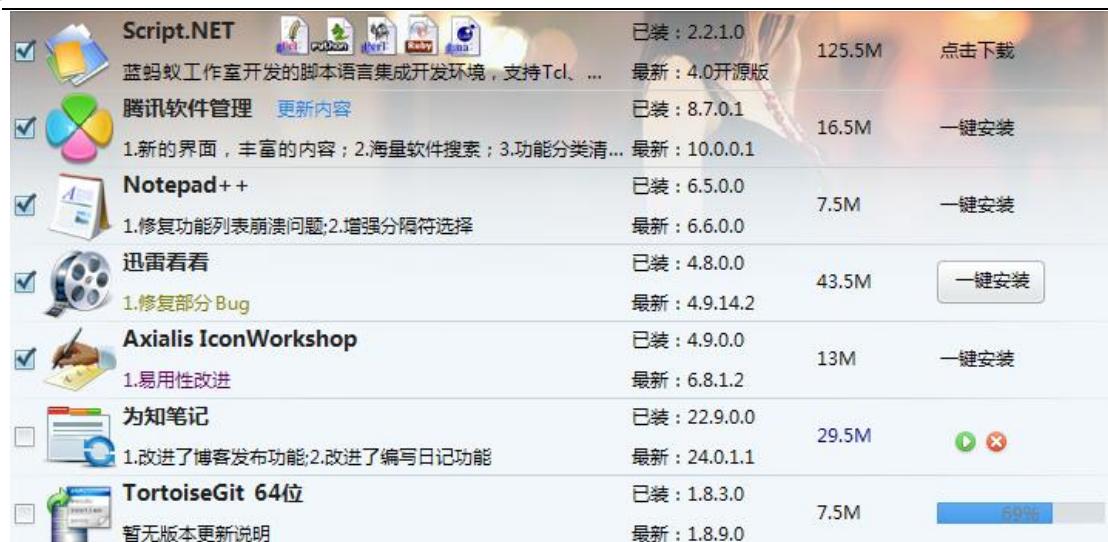 Script.NET
python
perl
Ruby
已装：2.2.1.0
125.5M
点击下载
蓝蚂蚁工作室开发的脚本语言集成开发环境，支持Tcl、...
最新：4.0开源版
腾讯软件管理 更新内容
已装：8.7.0.1
16.5M
一键安装
1.新的界面，丰富的内容；2.海量软件搜索；3.功能分类清...
最新：10.0.0.1
Notepad++
已装：6.5.0.0
7.5M
一键安装
1.修复功能列表崩溃问题;2.增强分隔符选择
最新：6.6.0.0
迅雷看看
已装：4.8.0.0
43.5M
一键安装
1.修复部分Bug
最新：4.9.14.2
Axialis IconWorkshop
已装：4.9.0.0
13M
一键安装
1.易用性改进
最新：6.8.1.2
为知笔记
已装：22.9.0.0
29.5M
1.改进了博客发布功能;2.改进了编写日记功能
最新：24.0.1.1
TortoiseGit 64位
已装：1.8.3.0
7.5M
69%
暂无版本更新说明
最新：1.8.9.0